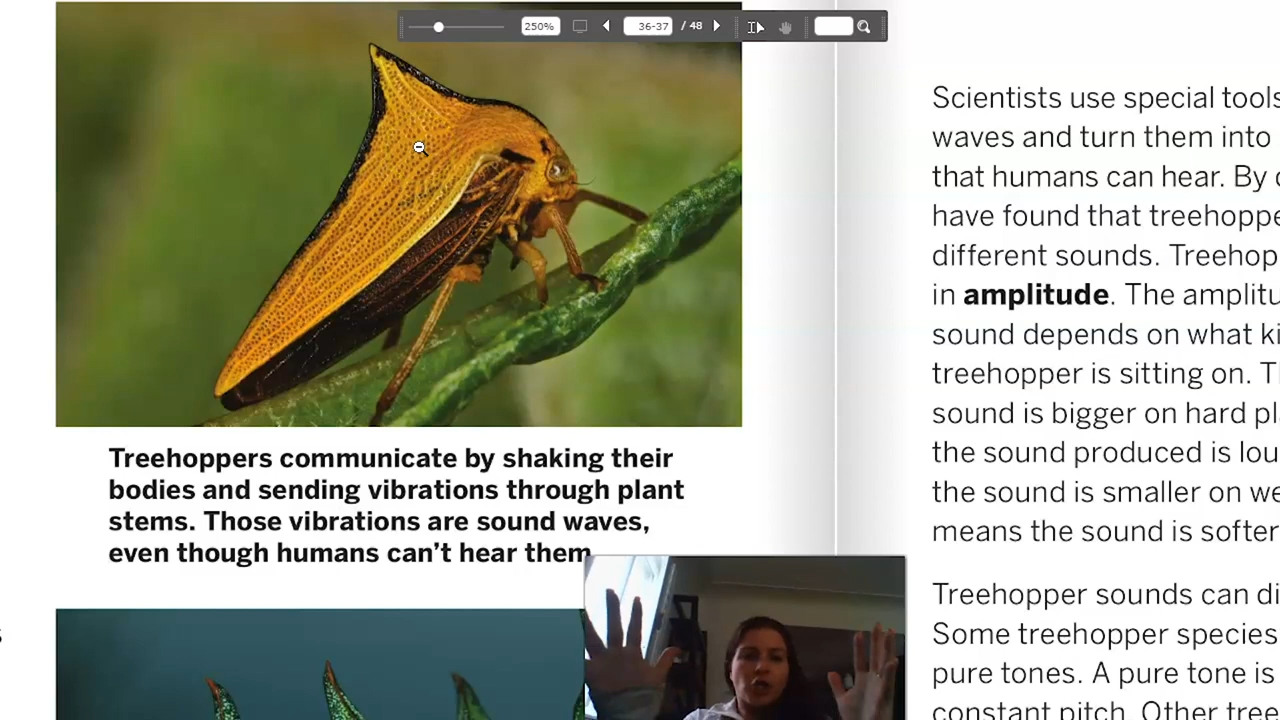 250%
36-37
/ 48
Treehoppers communicate by shaking their
bodies and sending vibrations through plant
stems. Those vibrations are sound waves,
even though humans can't hear them
Scientists use special tools
waves and turn them into
that humans can hear. By
have found that treehoppe
different sounds. Treehop
in amplitude. The amplitu
sound depends on what ki
treehopper is sitting on.
sound is bigger on hard pl
the sound produced is lou
the sound is smaller on we
means the sound is softer
Treehopper sounds can di
Some treehopper species
pure tones. A pure tone is
constant pitch. Other tree